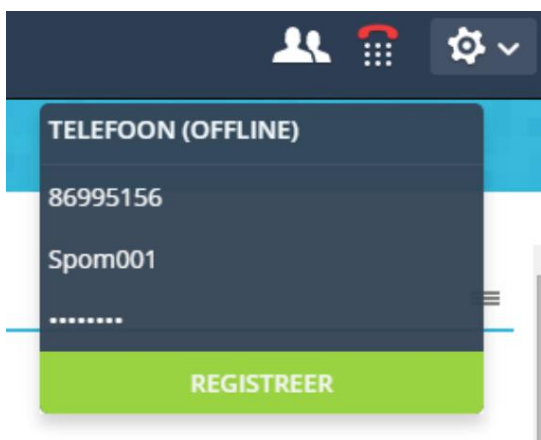 TELEFOON (OFFLINE)
86995156
Spom001
••••••••
REGISTREER